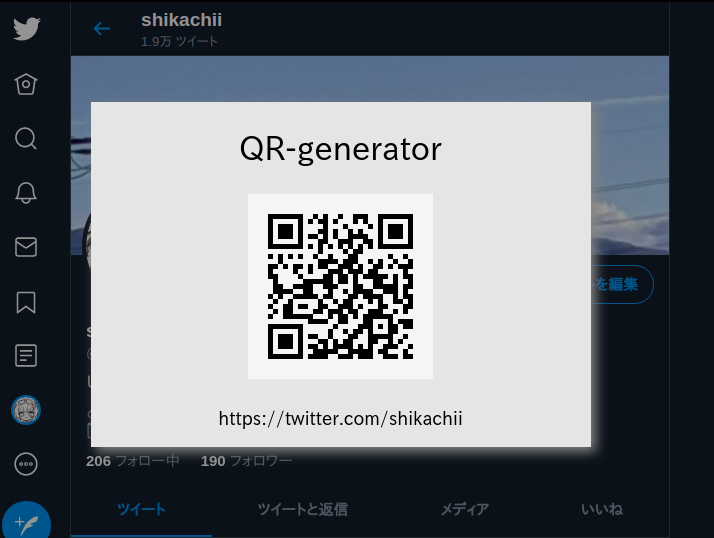 shikachii
1.9万 ツイート
QR-generator
https://twitter.com/shikachii
を編集
206 フォロー中 190 フォロワー
ツイート ツイートと返信 メディア いいね